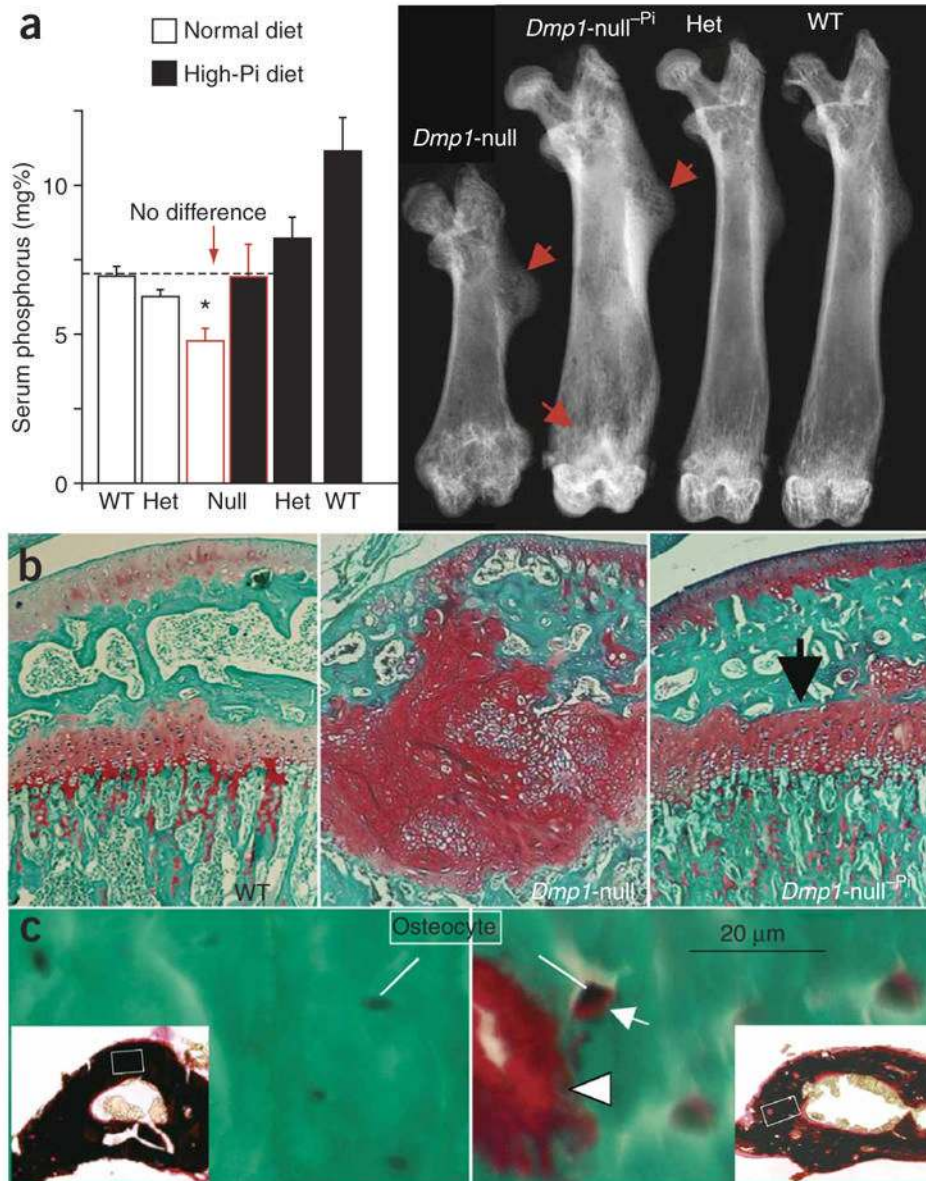 a
Normal diet
High-Pi diet
Serum phosphorus (mg%)
10
5
0
No difference
*
WT Het Null Het WT
Dmp1-null
Dmp1-null–Pi
Het
WT
b
WT
Dmp1-null
Dmp1-null–Pi
c
Osteocyte
20 μm